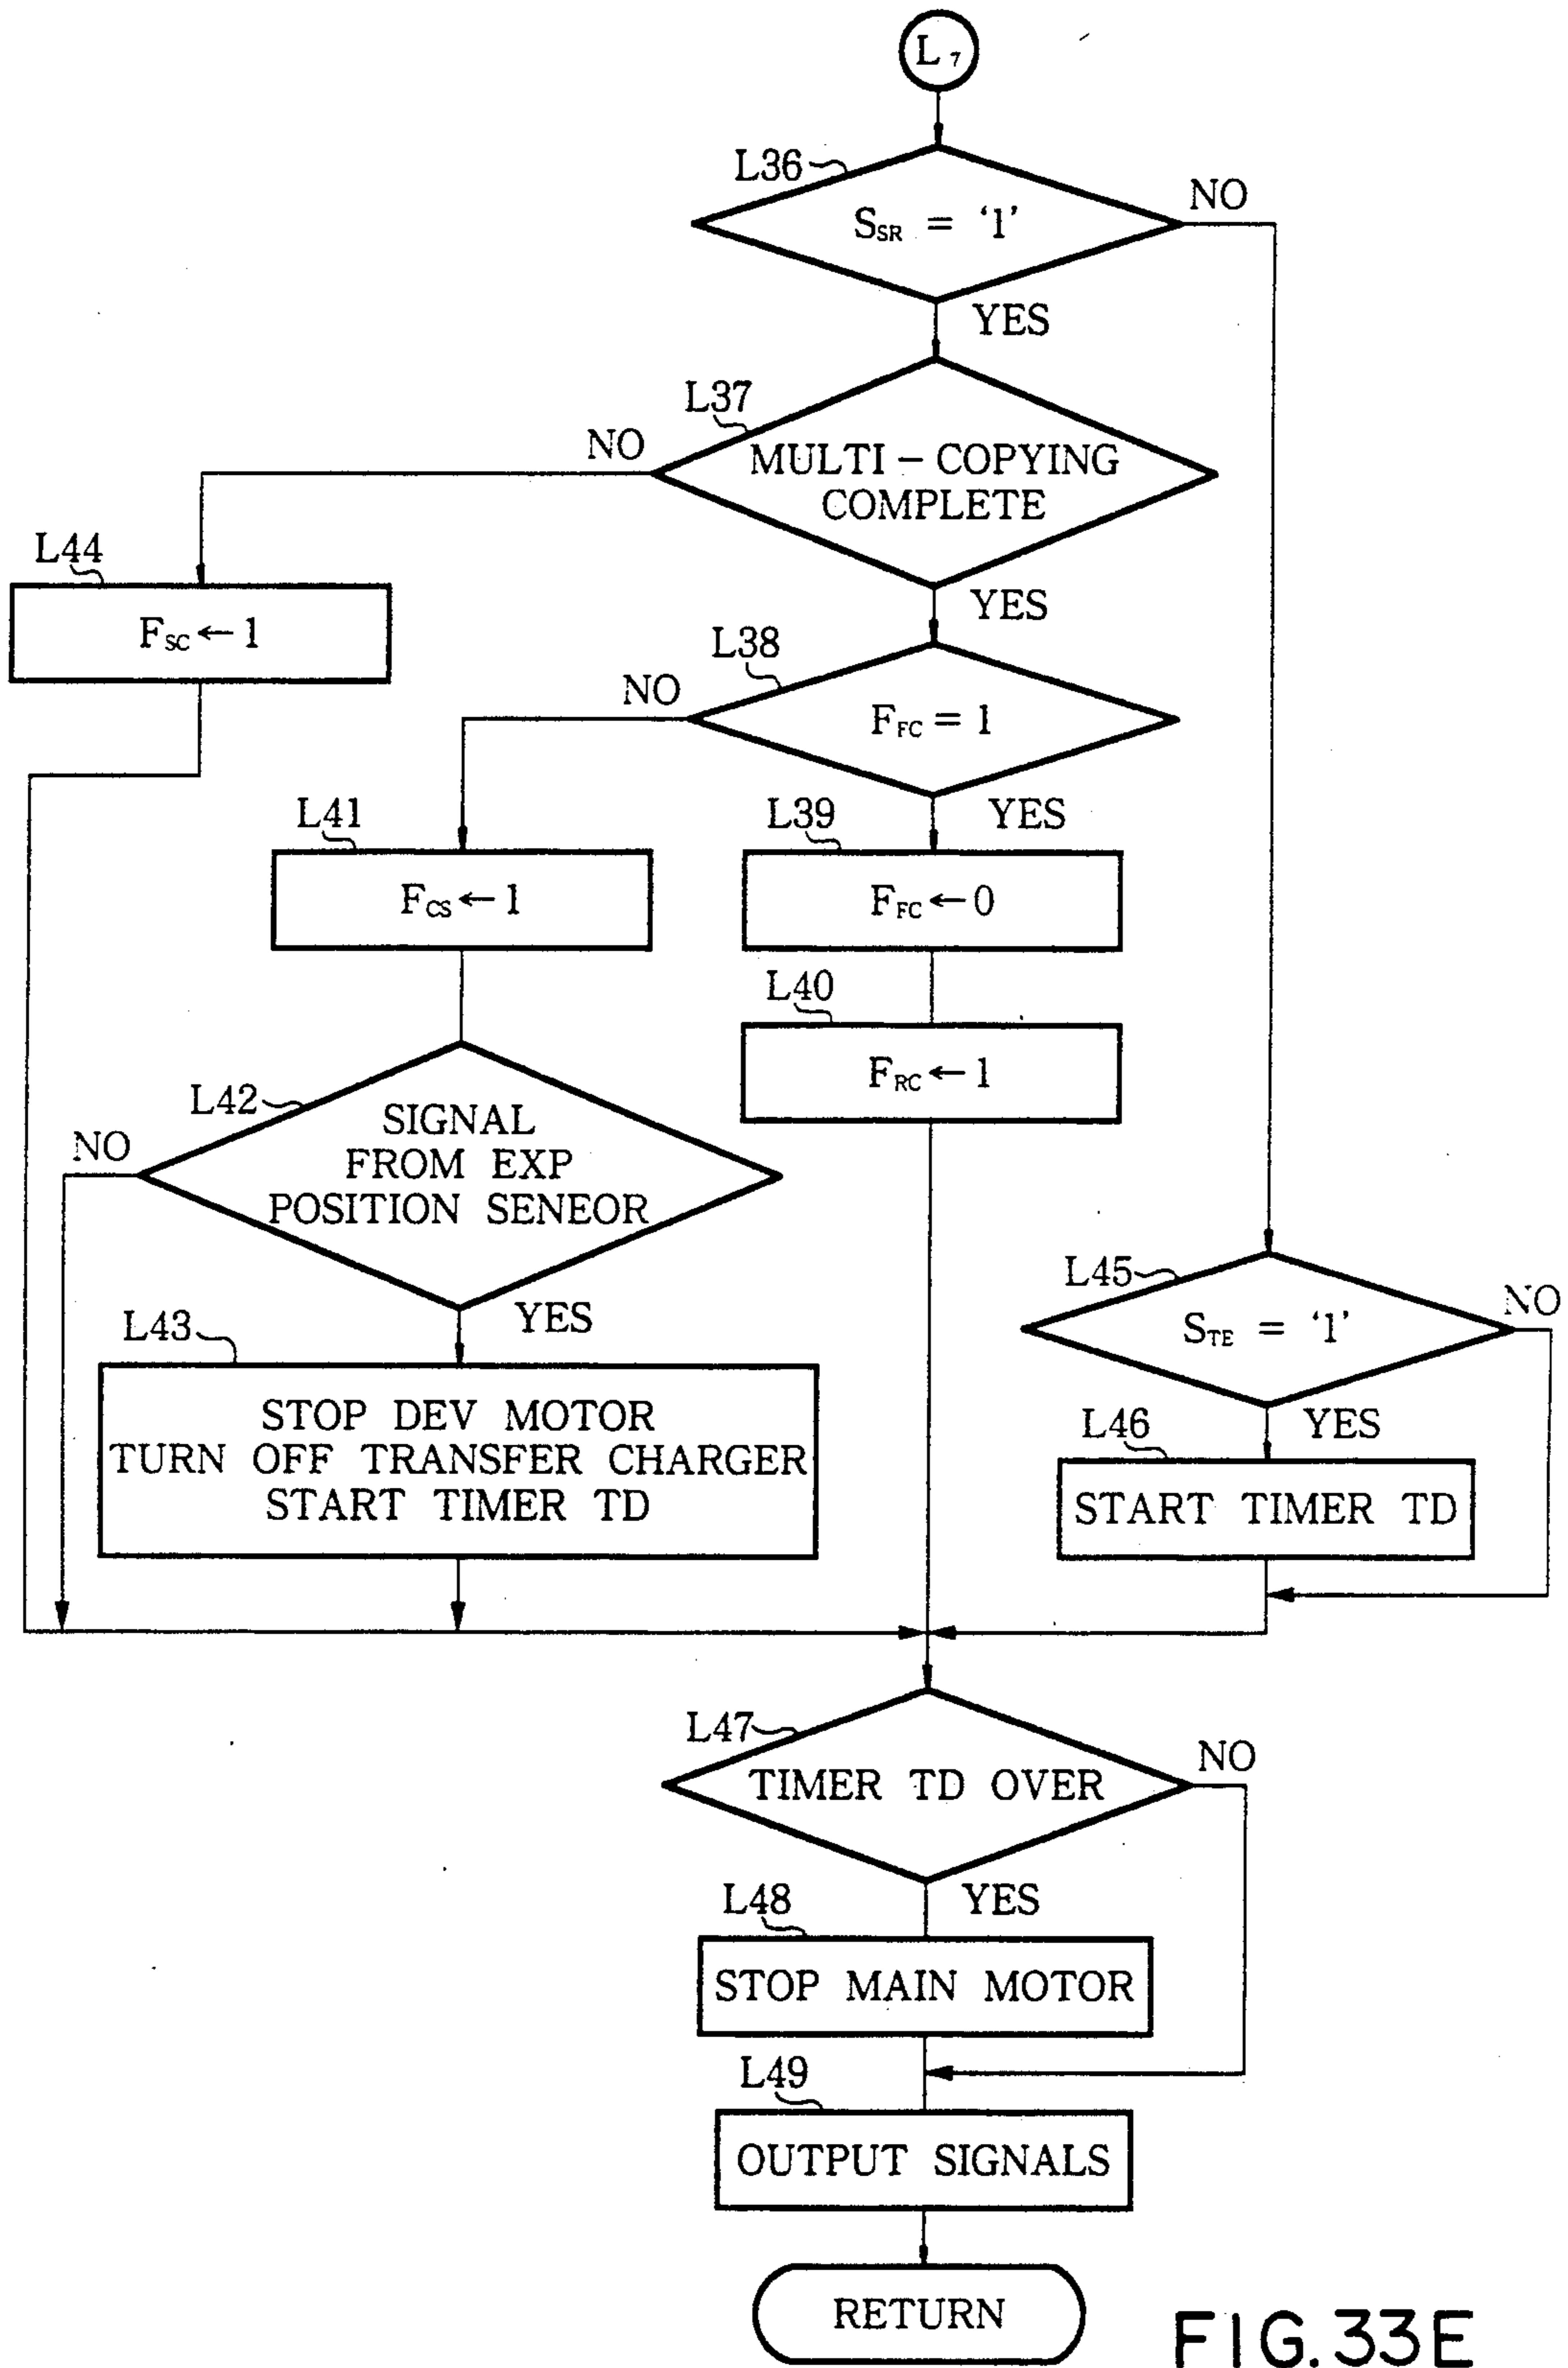 L7
L36
SSR = ‘1’
NO
YES
L37
NO
MULTI – COPYING
COMPLETE
L44
YES
FSC ← 1
L38
NO
FFC = 1
L41
L39
YES
FCS ← 1
FFC ← 0
L40
FRC ← 1
L42
SIGNAL
FROM EXP
POSITION SENEOR
NO
L45
NO
STE = ‘1’
YES
L43
STOP DEV MOTOR
TURN OFF TRANSFER CHARGER
START TIMER TD
L46
YES
START TIMER TD
L47
NO
TIMER TD OVER
L48
YES
STOP MAIN MOTOR
L49
OUTPUT SIGNALS
RETURN
FIG. 33E